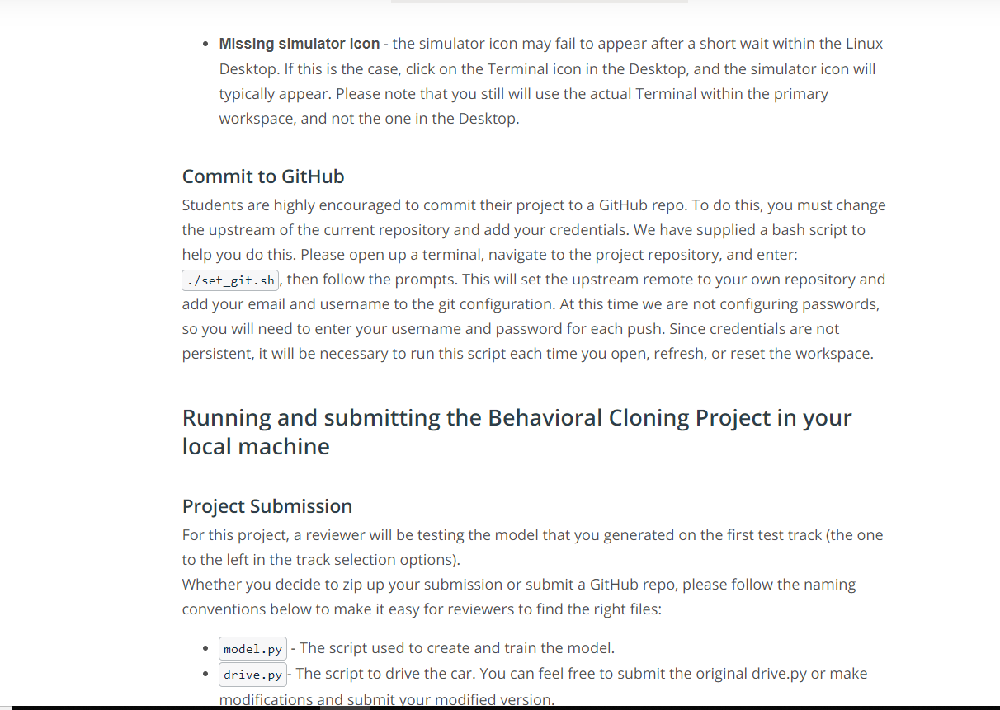 Missing simulator icon - the simulator icon may fail to appear after a short wait within the Linux
Desktop. If this is the case, click on the Terminal icon in the Desktop, and the simulator icon will
typically appear. Please note that you still will use the actual Terminal within the primary
workspace, and not the one in the Desktop.
Commit to GitHub
Students are highly encouraged to commit their project to a GitHub repo. To do this, you must change
the upstream of the current repository and add your credentials. We have supplied a bash script to
help you do this. Please open up a terminal, navigate to the project repository, and enter:
./set_git.sh, then follow the prompts. This will set the upstream remote to your own repository and
add your email and username to the git configuration. At this time we are not configuring passwords,
so you will need to enter your username and password for each push. Since credentials are not
persistent, it will be necessary to run this script each time you open, refresh, or reset the workspace.
Running and submitting the Behavioral Cloning Project in your
local machine
Project Submission
For this project, a reviewer will be testing the model that you generated on the first test track (the one
to the left in the track selection options).
Whether you decide to zip up your submission or submit a GitHub repo, please follow the naming
conventions below to make it easy for reviewers to find the right files:
model.py - The script used to create and train the model.
drive.py - The script to drive the car. You can feel free to submit the original drive.py or make
modifications and submit your modified version.